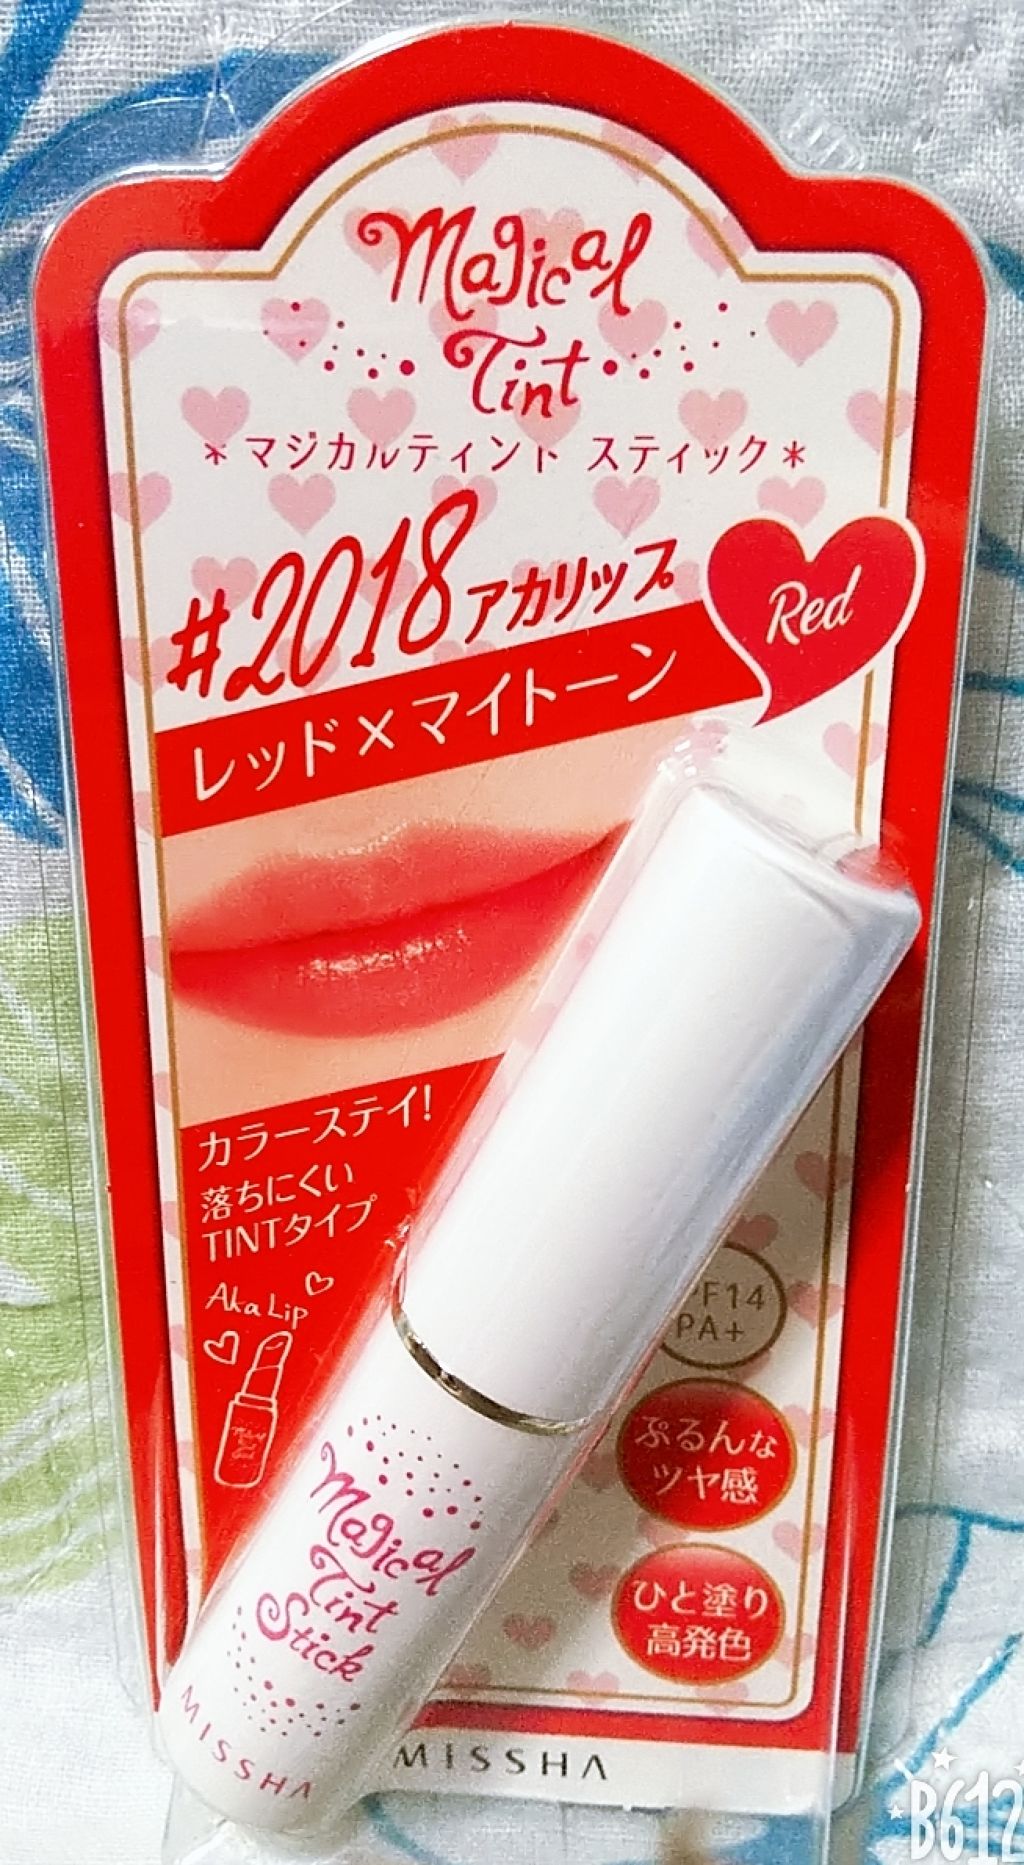 Magical
Tint
*マジカルティント スティック*
#2018アカリップ
Red
レッド×マイトーン
カラーステイ!
落ちにくい
TINTタイプ
Aka Lip
F14
PA+
ぷるんな
ツヤ感
ひと塗り
高発色
Magical
Tint
Stick
MISSHA
MISSHA
B612